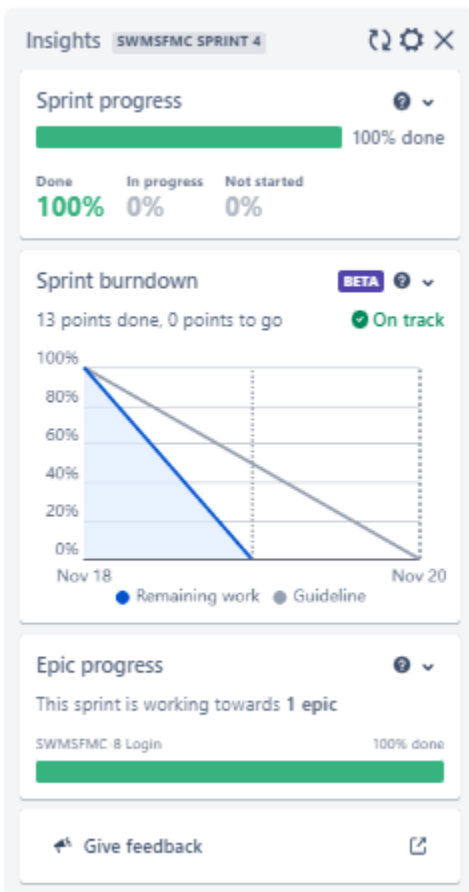 Insights SWMSFMC SPRINT 4
Sprint progress
100% done
Done In progress Not started
100% 0% 0%
Sprint burndown BETA
13 points done, 0 points to go On track
100%
80%
60%
40%
20%
0%
Nov 18 Nov 20
Remaining work Guideline
Epic progress
This sprint is working towards 1 epic
SWMSFMC-8 Login 100% done
Give feedback